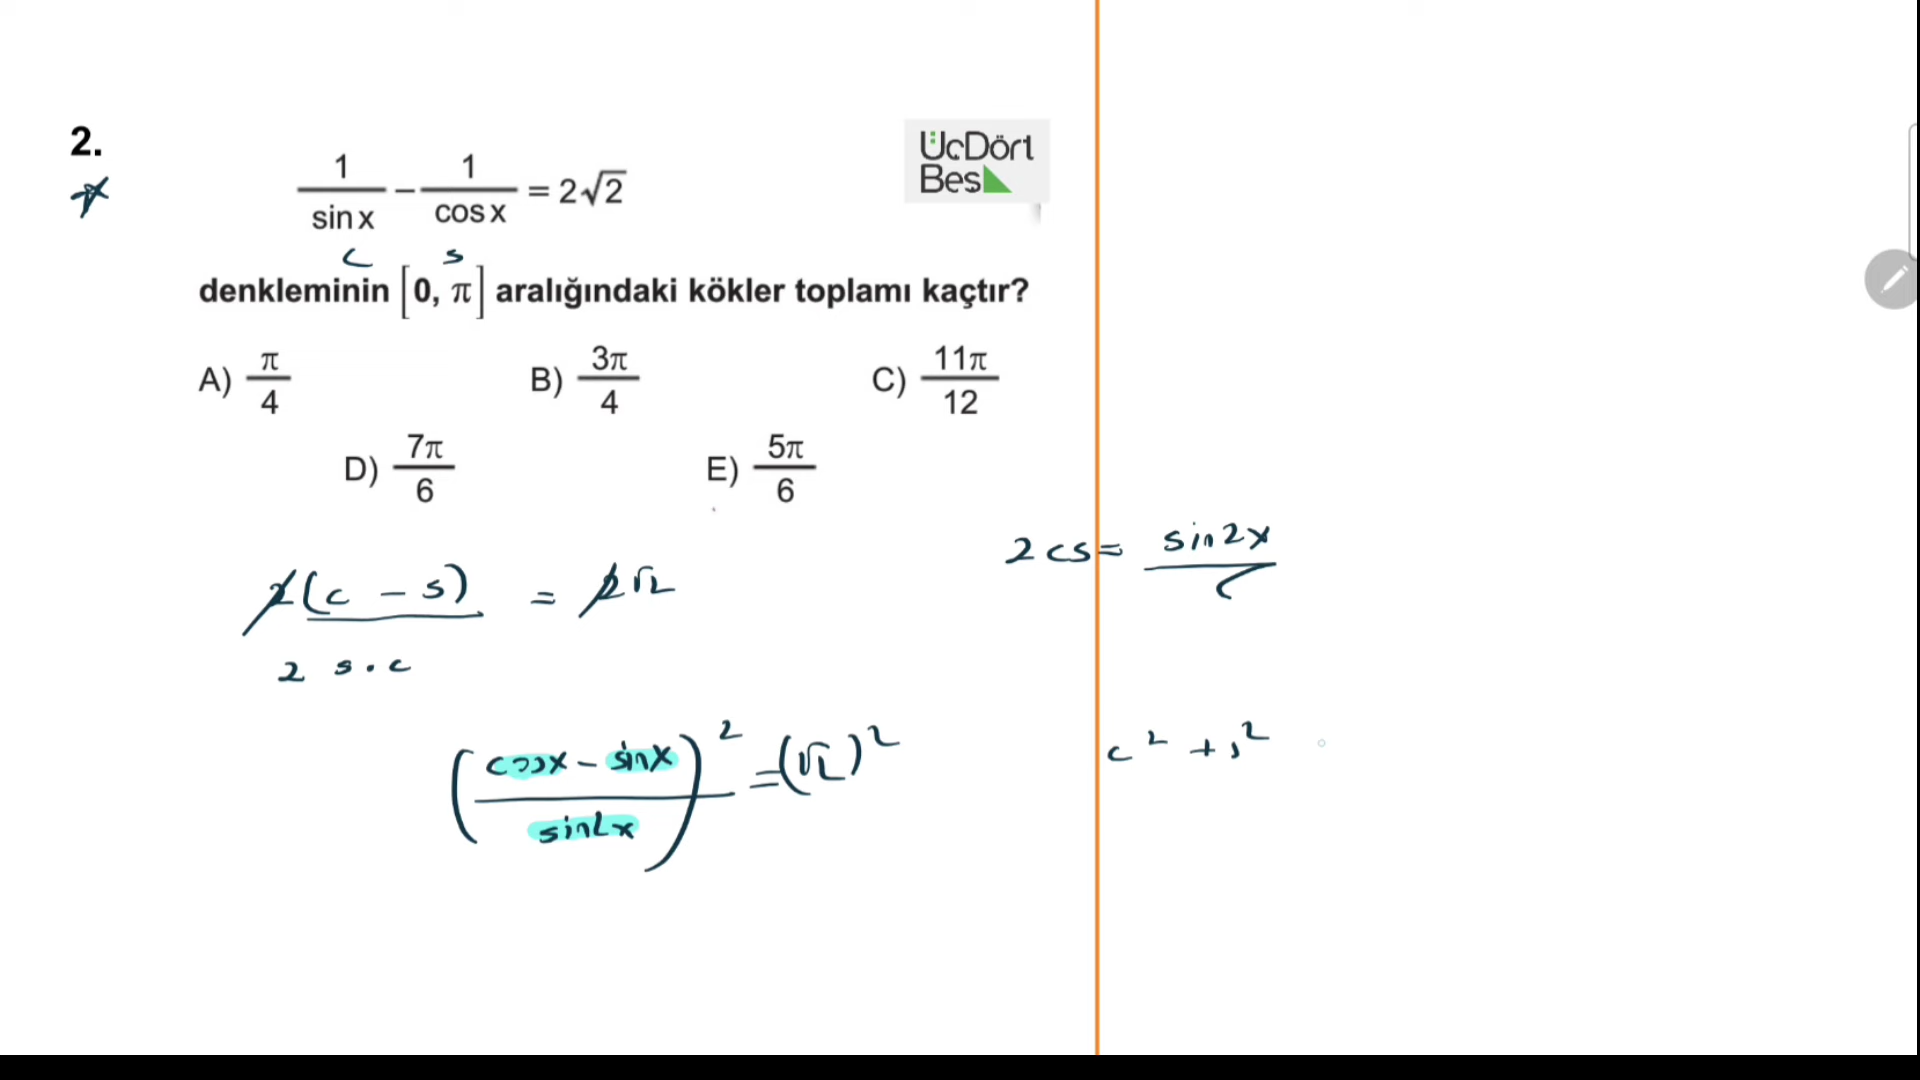 2.
1/sin x − 1/cos x = 2√2
c s
ÜçDört
Beş
denkleminin [0, π] aralığındaki kökler toplamı kaçtır?
A) π/4 B) 3π/4 C) 11π/12
D) 7π/6 E) 5π/6
2cs = sin2x
2(c − s) = 2√2
2 s.c
(cosx − sinx / sin2x)² = (√2)²
c² + s²